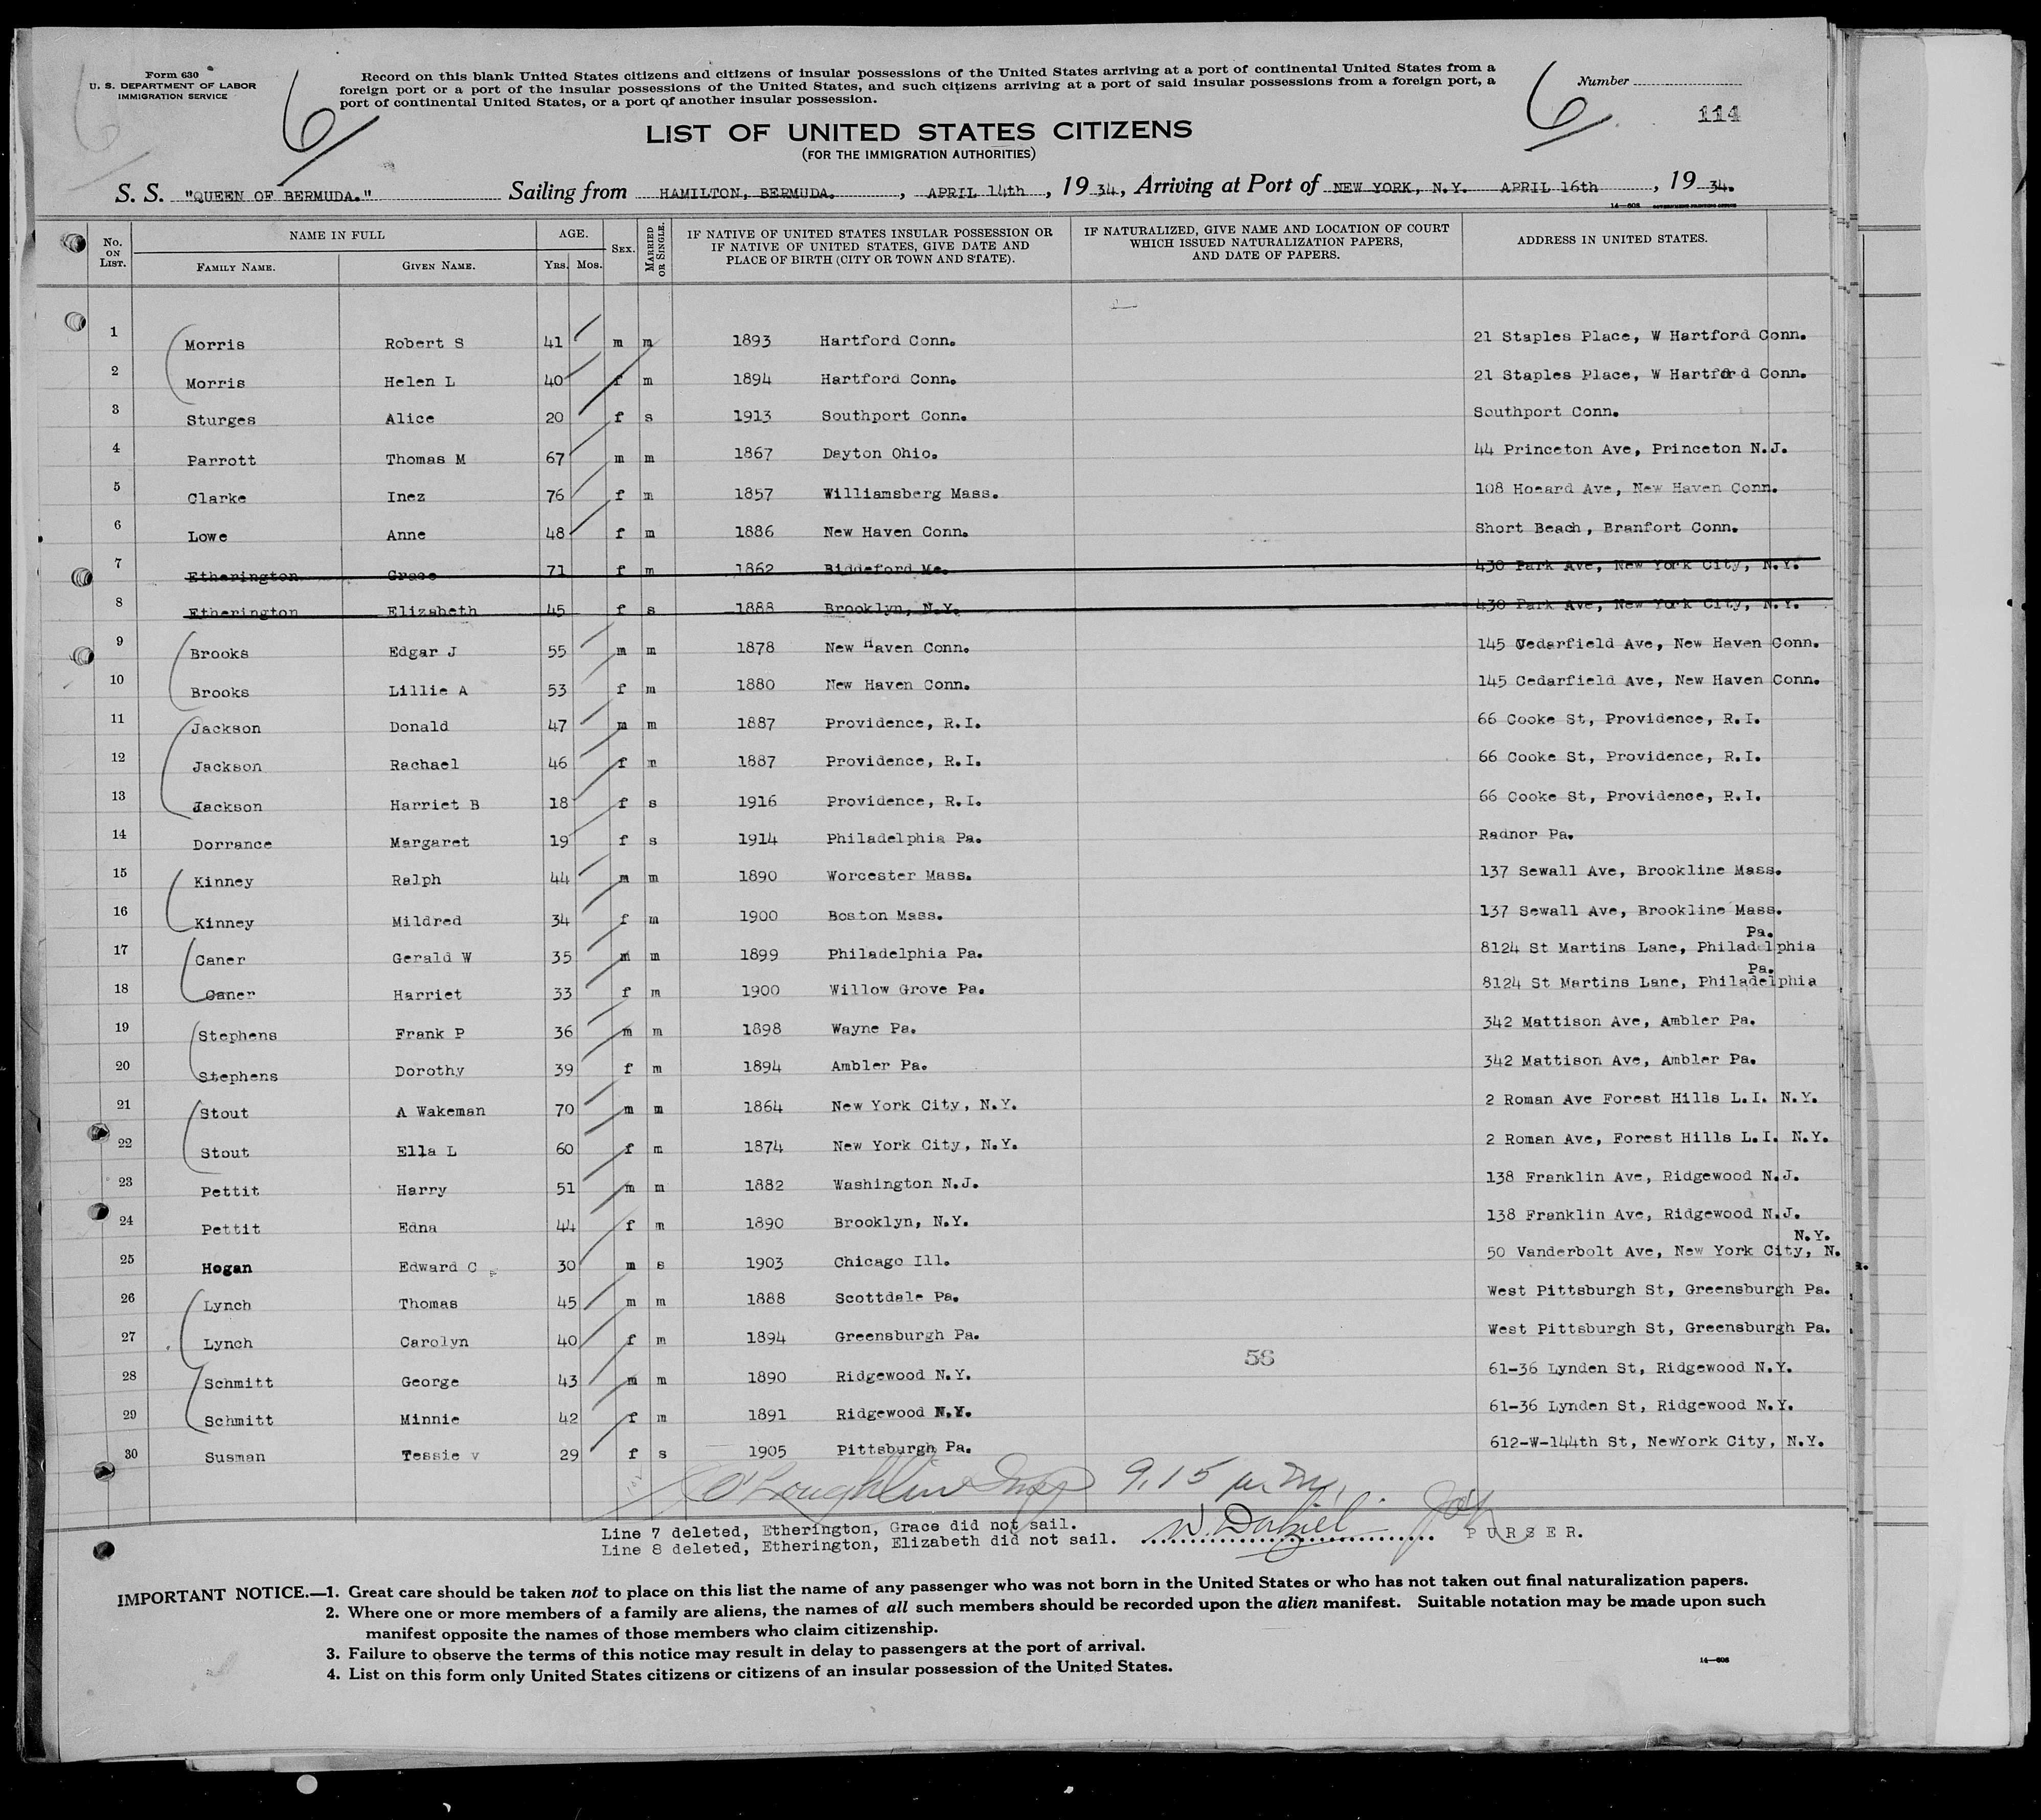 Form 630
U. S. DEPARTMENT OF LABOR
IMMIGRATION SERVICE
6
Record on this blank United States citizens and citizens of insular possessions of the United States arriving at a port of continental United States from a
foreign port or a port of the insular possessions of the United States, and such citizens arriving at a port of said insular possessions from a foreign port, a
port of continental United States, or a port of another insular possession.
6
Number
114
LIST OF UNITED STATES CITIZENS
(FOR THE IMMIGRATION AUTHORITIES)
S. S. "QUEEN OF BERMUDA." Sailing from HAMILTON, BERMUDA. , APRIL 14th , 19 34., Arriving at Port of NEW YORK, N.Y. APRIL 16th , 19 34.
14—608 GOVERNMENT PRINTING OFFICE
No. ON LIST. NAME IN FULL FAMILY NAME. GIVEN NAME. AGE. YRS. MOS. SEX. MARRIED OR SINGLE. IF NATIVE OF UNITED STATES INSULAR POSSESSION OR IF NATIVE OF UNITED STATES, GIVE DATE AND PLACE OF BIRTH (CITY OR TOWN AND STATE). IF NATURALIZED, GIVE NAME AND LOCATION OF COURT WHICH ISSUED NATURALIZATION PAPERS, AND DATE OF PAPERS. ADDRESS IN UNITED STATES.
1 Morris Robert S 41 m m 1893 Hartford Conn. 21 Staples Place, W Hartford Conn.
2 Morris Helen L 40 f m 1894 Hartford Conn. 21 Staples Place, W Hartford Conn.
3 Sturges Alice 20 f s 1913 Southport Conn. Southport Conn.
4 Parrott Thomas M 67 m m 1867 Dayton Ohio. 44 Princeton Ave, Princeton N.J.
5 Clarke Inez 76 f m 1857 Williamsberg Mass. 108 Hoeard Ave, New Haven Conn.
6 Lowe Anne 48 f m 1886 New Haven Conn. Short Beach, Branfort Conn.
7 Etherington Grace 71 f m 1862 Biddeford Me. 430 Park Ave, New York City, N.Y.
8 Etherington Elizabeth 45 f s 1888 Brooklyn, N.Y. 430 Park Ave, New York City, N.Y.
9 Brooks Edgar J 55 m m 1878 New Haven Conn. 145 Cedarfield Ave, New Haven Conn.
10 Brooks Lillie A 53 f m 1880 New Haven Conn. 145 Cedarfield Ave, New Haven Conn.
11 Jackson Donald 47 m m 1887 Providence, R.I. 66 Cooke St, Providence, R.I.
12 Jackson Rachael 46 f m 1887 Providence, R.I. 66 Cooke St, Providence, R.I.
13 Jackson Harriet B 18 f s 1916 Providence, R.I. 66 Cooke St, Providence, R.I.
14 Dorrance Margaret 19 f s 1914 Philadelphia Pa. Radnor Pa.
15 Kinney Ralph 44 m m 1890 Worcester Mass. 137 Sewall Ave, Brookline Mass.
16 Kinney Mildred 34 f m 1900 Boston Mass. 137 Sewall Ave, Brookline Mass.
17 Caner Gerald W 35 m m 1899 Philadelphia Pa. 8124 St Martins Lane, Philadelphia Pa.
18 Caner Harriet 33 f m 1900 Willow Grove Pa. 8124 St Martins Lane, Philadelphia Pa.
19 Stephens Frank P 36 m m 1898 Wayne Pa. 342 Mattison Ave, Ambler Pa.
20 Stephens Dorothy 39 f m 1894 Ambler Pa. 342 Mattison Ave, Ambler Pa.
21 Stout A Wakeman 70 m m 1864 New York City, N.Y. 2 Roman Ave Forest Hills L.I. N.Y.
22 Stout Ella L 60 f m 1874 New York City, N.Y. 2 Roman Ave, Forest Hills L.I. N.Y.
23 Pettit Harry 51 m m 1882 Washington N.J. 138 Franklin Ave, Ridgewood N.J.
24 Pettit Edna 44 f m 1890 Brooklyn, N.Y. 138 Franklin Ave, Ridgewood N.J.
25 Hogan Edward C 30 m s 1903 Chicago Ill. 50 Vanderbolt Ave, New York City, N. N.Y.
26 Lynch Thomas 45 m m 1888 Scottdale Pa. West Pittsburgh St, Greensburgh Pa.
27 Lynch Carolyn 40 f m 1894 Greensburgh Pa. West Pittsburgh St, Greensburgh Pa.
56
28 Schmitt George 43 m m 1890 Ridgewood N.Y. 61-36 Lynden St, Ridgewood N.Y.
29 Schmitt Minnie 42 f m 1891 Ridgewood N.Y. 61-36 Lynden St, Ridgewood N.Y.
30 Susman Tessie V 29 f s 1905 Pittsburgh Pa. 612-W-144th St, NewYork City, N.Y.
O'Loughlin Insp 9.15
Line 7 deleted, Etherington, Grace did not sail.
Line 8 deleted, Etherington, Elizabeth did not sail. W. Daniel PURSER.
IMPORTANT NOTICE.—1. Great care should be taken not to place on this list the name of any passenger who was not born in the United States or who has not taken out final naturalization papers.
2. Where one or more members of a family are aliens, the names of all such members should be recorded upon the alien manifest. Suitable notation may be made upon such
manifest opposite the names of those members who claim citizenship.
3. Failure to observe the terms of this notice may result in delay to passengers at the port of arrival.
4. List on this form only United States citizens or citizens of an insular possession of the United States.
14—608